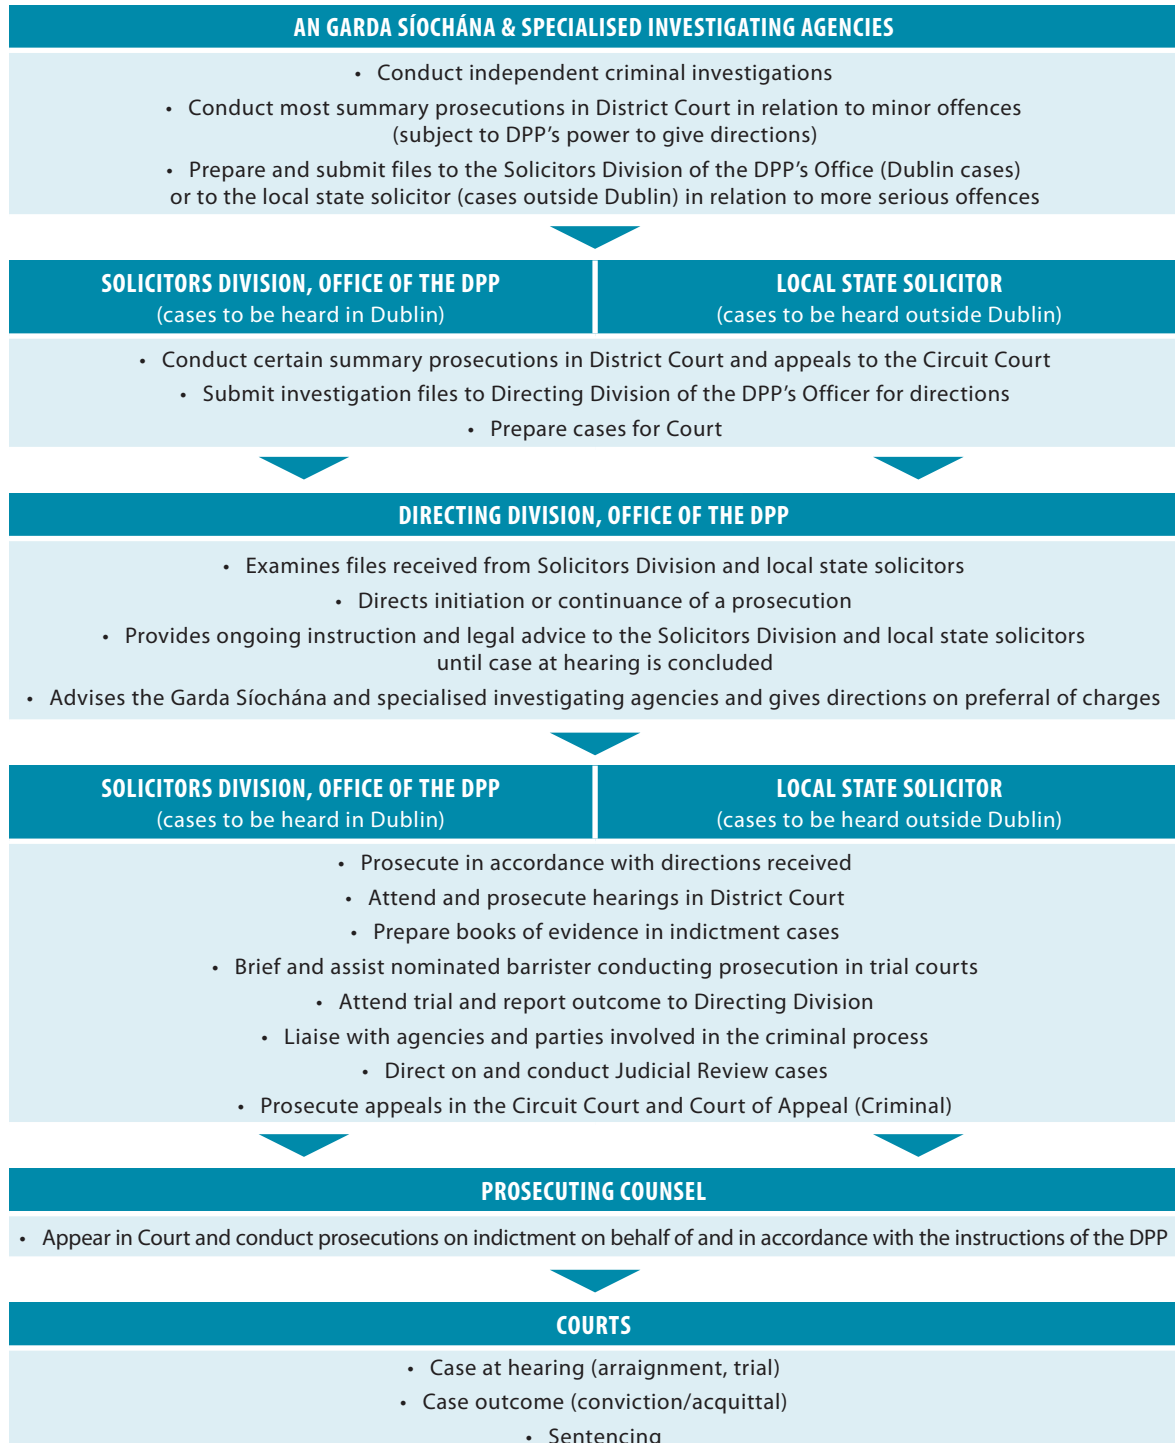 AN GARDA SÍOCHÁNA & SPECIALISED INVESTIGATING AGENCIES
• Conduct independent criminal investigations
• Conduct most summary prosecutions in District Court in relation to minor offences
(subject to DPP's power to give directions)
• Prepare and submit files to the Solicitors Division of the DPP's Office (Dublin cases)
or to the local state solicitor (cases outside Dublin) in relation to more serious offences
SOLICITORS DIVISION, OFFICE OF THE DPP
(cases to be heard in Dublin)
LOCAL STATE SOLICITOR
(cases to be heard outside Dublin)
• Conduct certain summary prosecutions in District Court and appeals to the Circuit Court
• Submit investigation files to Directing Division of the DPP's Officer for directions
• Prepare cases for Court
DIRECTING DIVISION, OFFICE OF THE DPP
• Examines files received from Solicitors Division and local state solicitors
• Directs initiation or continuance of a prosecution
• Provides ongoing instruction and legal advice to the Solicitors Division and local state solicitors
until case at hearing is concluded
• Advises the Garda Síochána and specialised investigating agencies and gives directions on preferral of charges
SOLICITORS DIVISION, OFFICE OF THE DPP
(cases to be heard in Dublin)
LOCAL STATE SOLICITOR
(cases to be heard outside Dublin)
• Prosecute in accordance with directions received
• Attend and prosecute hearings in District Court
• Prepare books of evidence in indictment cases
• Brief and assist nominated barrister conducting prosecution in trial courts
• Attend trial and report outcome to Directing Division
• Liaise with agencies and parties involved in the criminal process
• Direct on and conduct Judicial Review cases
• Prosecute appeals in the Circuit Court and Court of Appeal (Criminal)
PROSECUTING COUNSEL
• Appear in Court and conduct prosecutions on indictment on behalf of and in accordance with the instructions of the DPP
COURTS
• Case at hearing (arraignment, trial)
• Case outcome (conviction/acquittal)
• Sentencing